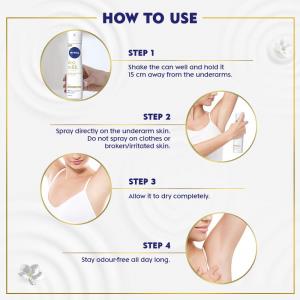 HOW TO USE
NIVEA
STEP 1
Shake the can well and hold it
15 cm away from the underarms.
STEP 2
Spray directly on the underarm skin.
Do not spray on clothes or
broken/irritated skin.
STEP 3
Allow it to dry completely.
STEP 4
Stay odour-free all day long.